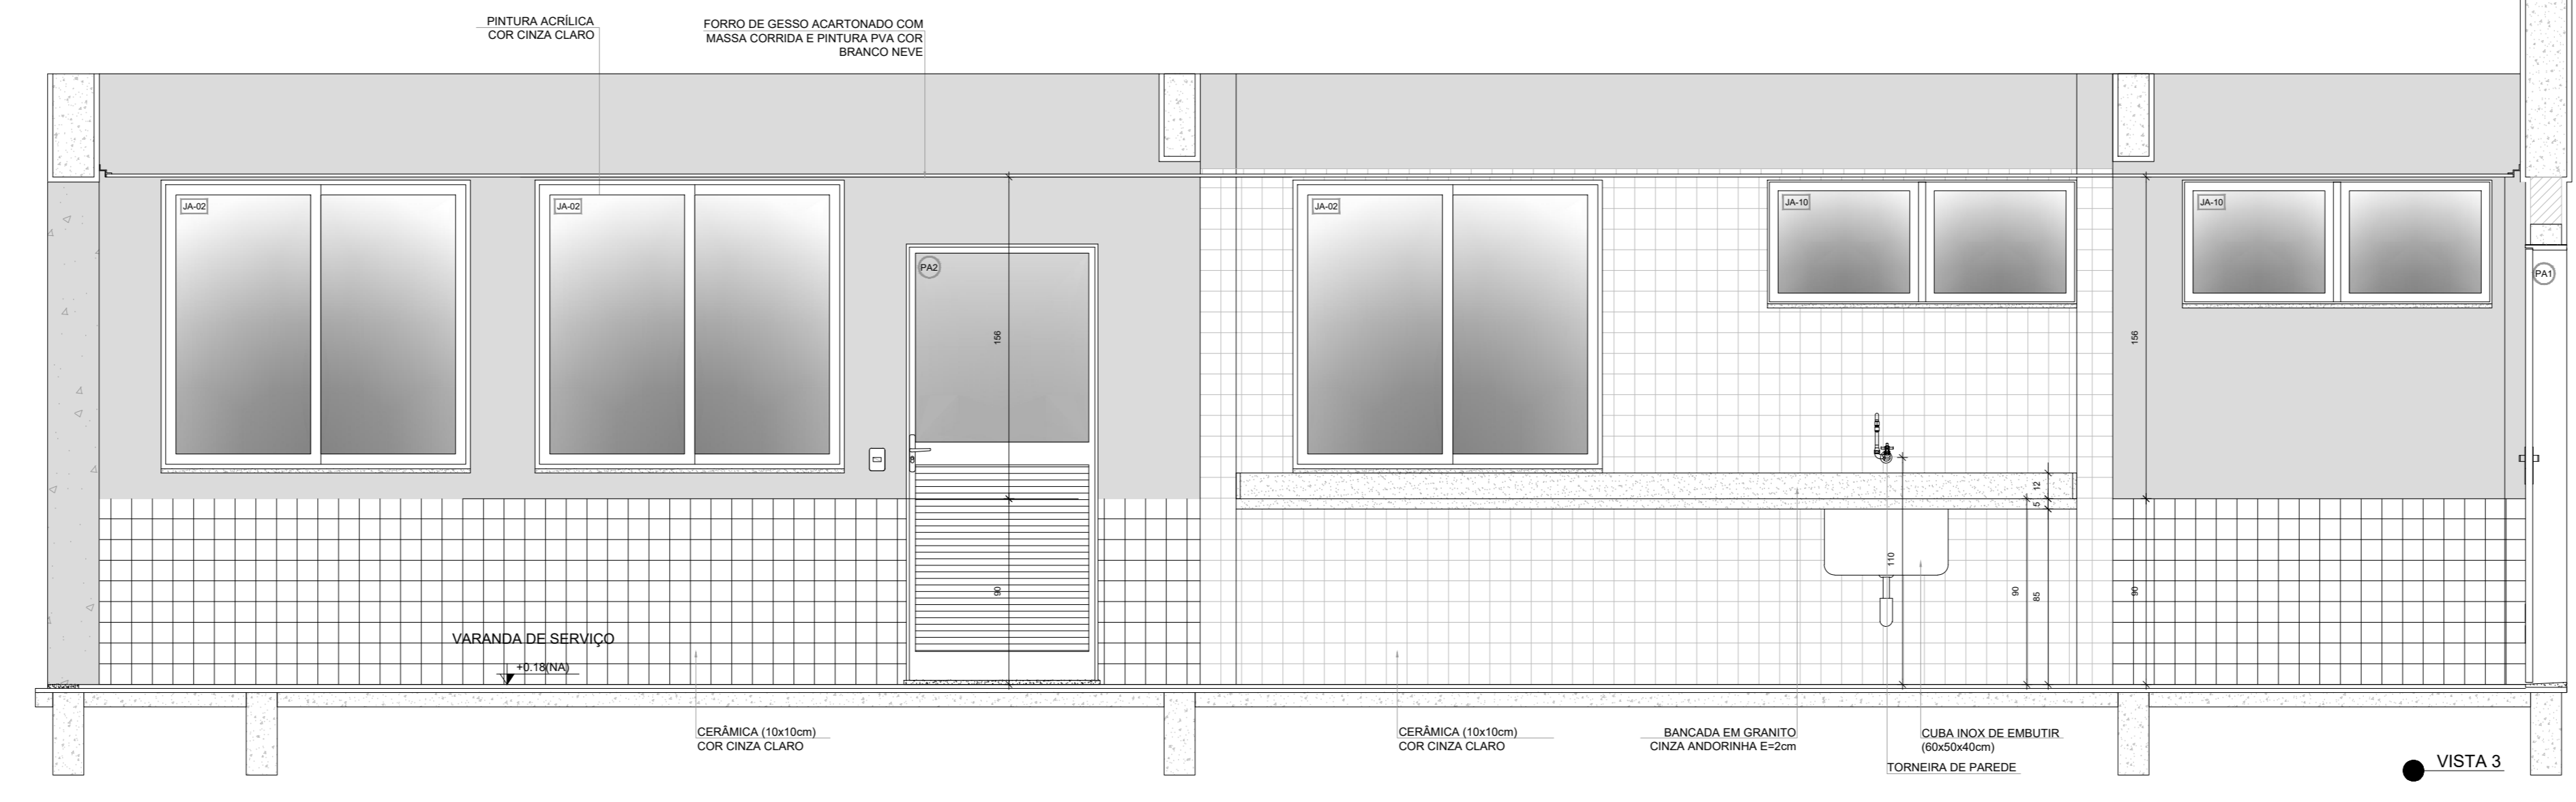 PINTURA ACRÍLICA
COR CINZA CLARO
FORRO DE GESSO ACARTONADO COM
MASSA CORRIDA E PINTURA PVA COR
BRANCO NEVE
JA-02
JA-02
JA-02
JA-10
JA-10
PA2
PA1
156
156
12
5
110
90
90
85
90
VARANDA DE SERVIÇO
+0.18(NA)
CERÂMICA (10x10cm)
COR CINZA CLARO
CERÂMICA (10x10cm)
COR CINZA CLARO
BANCADA EM GRANITO
CINZA ANDORINHA E=2cm
CUBA INOX DE EMBUTIR
(60x50x40cm)
TORNEIRA DE PAREDE
VISTA 3